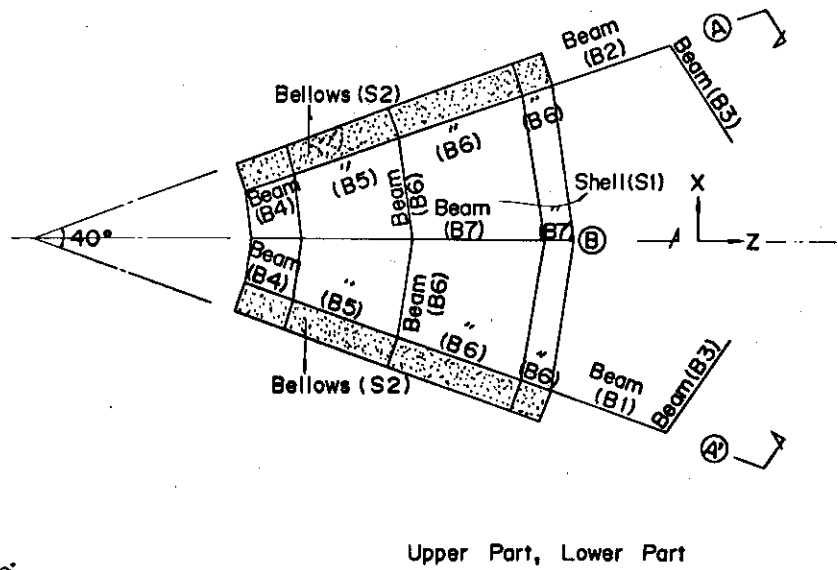 Beam
(B2)
A
Beam(B3)
Bellows (S2)
"
(B6)
"
(B6)
"
(B5)
Beam
(B4)
Beam
(B6)
Shell(S1)
X
Z
Beam
(B7)
"
(B7)
B
40°
Beam
(B4)
"
(B5)
Beam
(B6)
"
(B6)
"
(B6)
Beam
(B1)
Beam(B3)
Bellows (S2)
A'
Upper Part, Lower Part